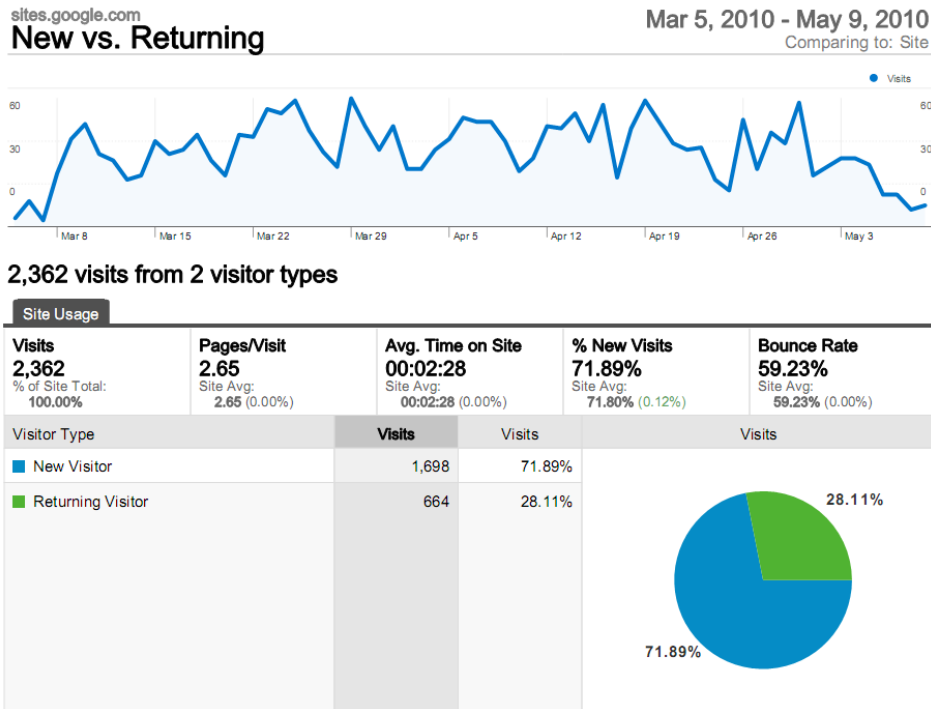 sites.google.com
New vs. Returning
Mar 5, 2010 - May 9, 2010
Comparing to: Site
Visits
60 60
30 30
0 0
Mar 8 Mar 15 Mar 22 Mar 29 Apr 5 Apr 12 Apr 19 Apr 26 May 3
2,362 visits from 2 visitor types
Site Usage
Visits Pages/Visit Avg. Time on Site % New Visits Bounce Rate
2,362 2.65 00:02:28 71.89% 59.23%
% of Site Total: Site Avg: Site Avg: Site Avg: Site Avg:
100.00% 2.65 (0.00%) 00:02:28 (0.00%) 71.80% (0.12%) 59.23% (0.00%)
Visitor Type Visits Visits Visits
New Visitor 1,698 71.89%
Returning Visitor 664 28.11%
28.11%
71.89%